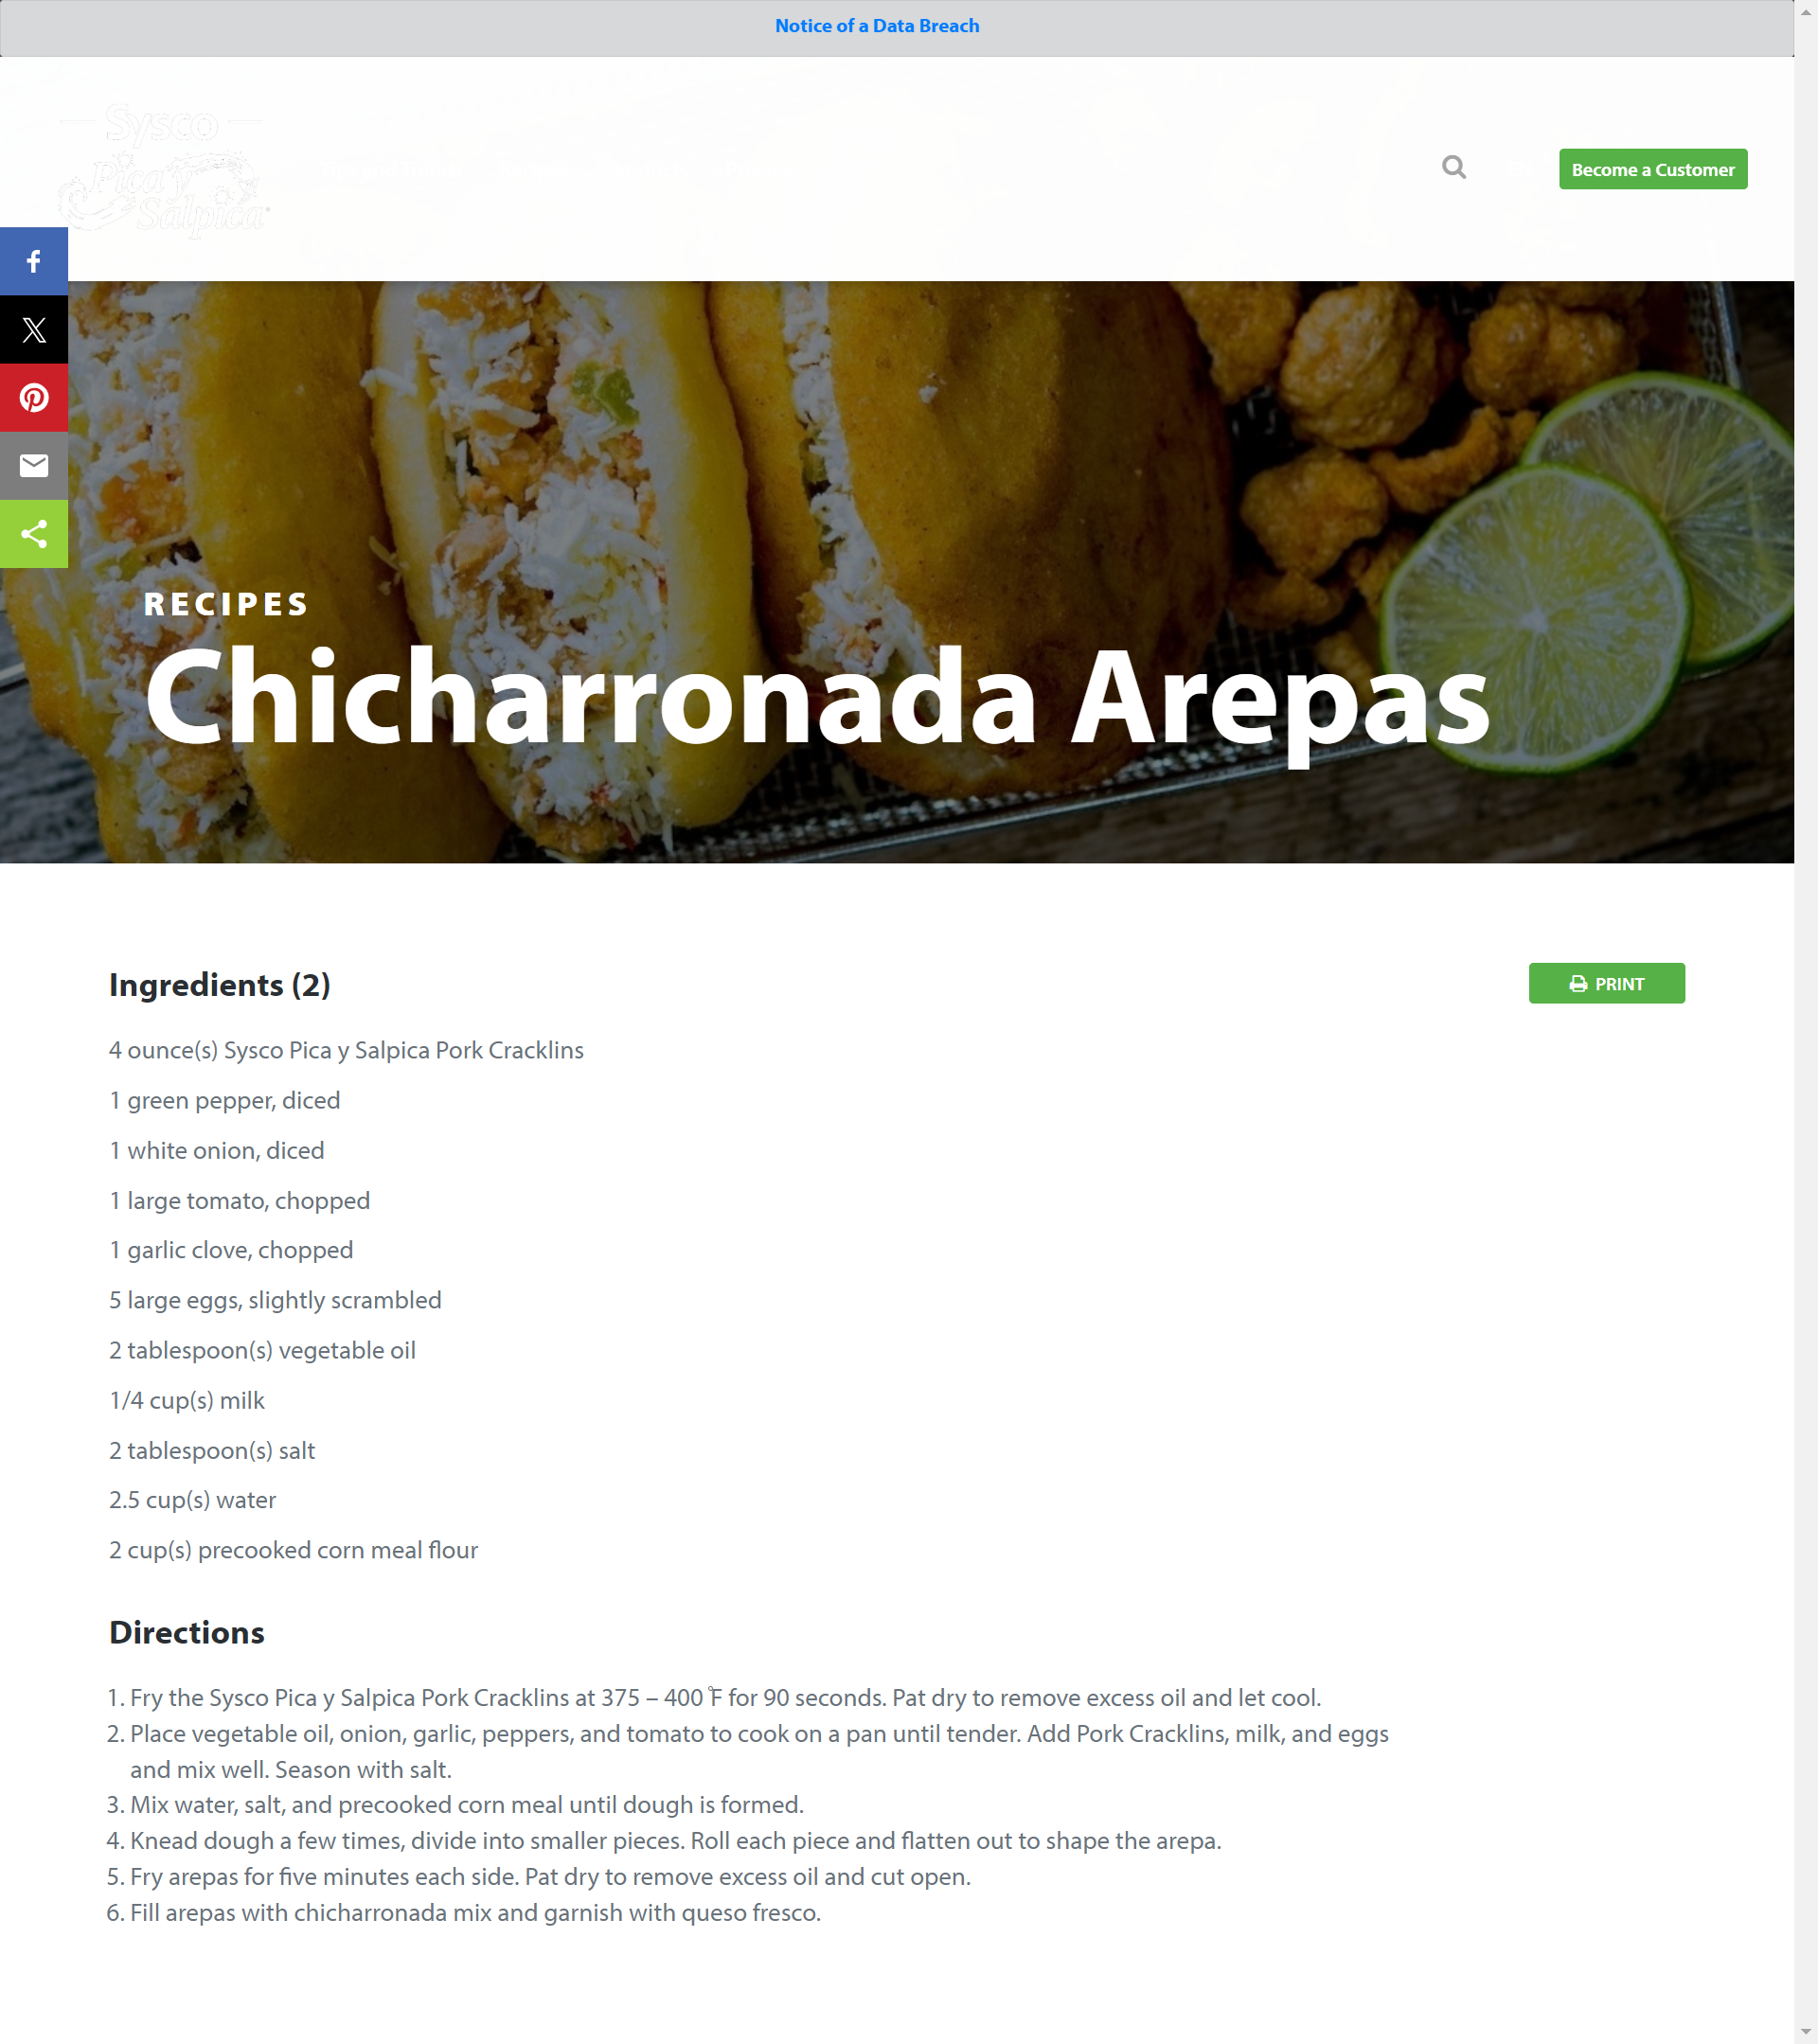 Notice of a Data Breach
Sysco
Pica y
Salpica
Become a Customer
RECIPES
Chicharronada Arepas
Ingredients (2)
PRINT
4 ounce(s) Sysco Pica y Salpica Pork Cracklins
1 green pepper, diced
1 white onion, diced
1 large tomato, chopped
1 garlic clove, chopped
5 large eggs, slightly scrambled
2 tablespoon(s) vegetable oil
1/4 cup(s) milk
2 tablespoon(s) salt
2.5 cup(s) water
2 cup(s) precooked corn meal flour
Directions
1. Fry the Sysco Pica y Salpica Pork Cracklins at 375 – 400 ̊F for 90 seconds. Pat dry to remove excess oil and let cool.
2. Place vegetable oil, onion, garlic, peppers, and tomato to cook on a pan until tender. Add Pork Cracklins, milk, and eggs
and mix well. Season with salt.
3. Mix water, salt, and precooked corn meal until dough is formed.
4. Knead dough a few times, divide into smaller pieces. Roll each piece and flatten out to shape the arepa.
5. Fry arepas for five minutes each side. Pat dry to remove excess oil and cut open.
6. Fill arepas with chicharronada mix and garnish with queso fresco.